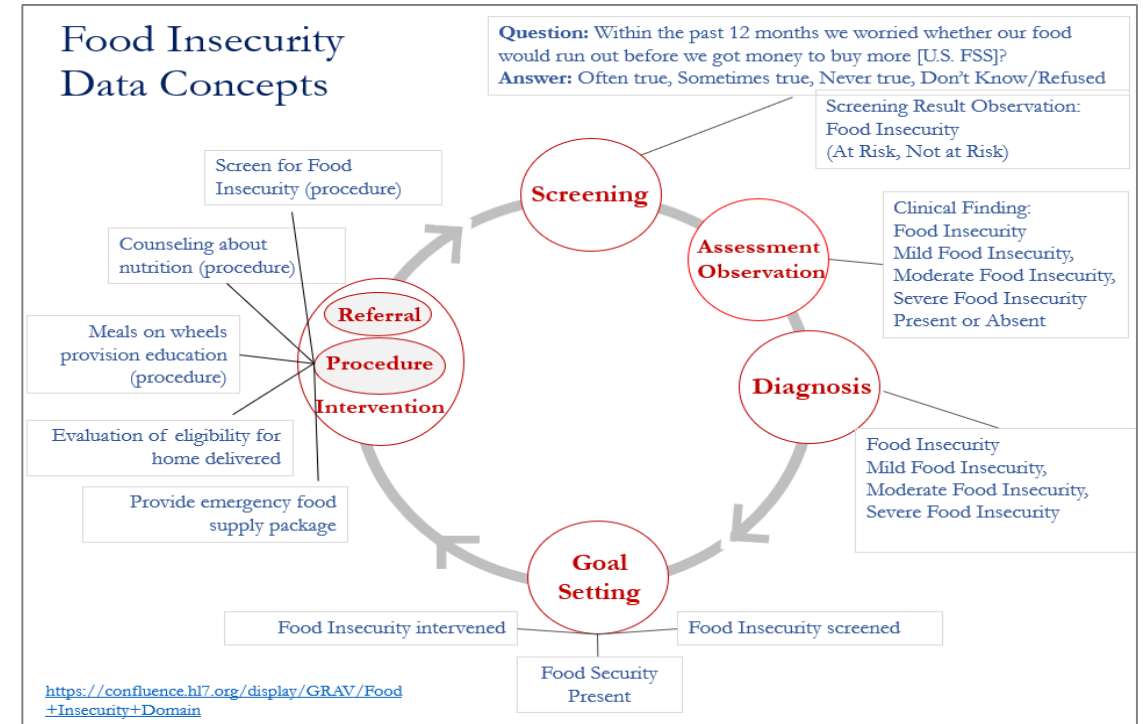 Food Insecurity
Data Concepts
Question: Within the past 12 months we worried whether our food
would run out before we got money to buy more [U.S. FSS]?
Answer: Often true, Sometimes true, Never true, Don't Know/Refused
Screening Result Observation:
Food Insecurity
(At Risk, Not at Risk)
Screening
Assessment
Observation
Clinical Finding:
Food Insecurity
Mild Food Insecurity,
Moderate Food Insecurity,
Severe Food Insecurity
Present or Absent
Diagnosis
Food Insecurity
Mild Food Insecurity,
Moderate Food Insecurity,
Severe Food Insecurity
Goal
Setting
Food Insecurity intervened
Food Security
Present
Food Insecurity screened
Referral
Procedure
Intervention
Screen for Food
Insecurity (procedure)
Counseling about
nutrition (procedure)
Meals on wheels
provision education
(procedure)
Evaluation of eligibility for
home delivered
Provide emergency food
supply package
https://confluence.hl7.org/display/GRAV/Food
+Insecurity+Domain